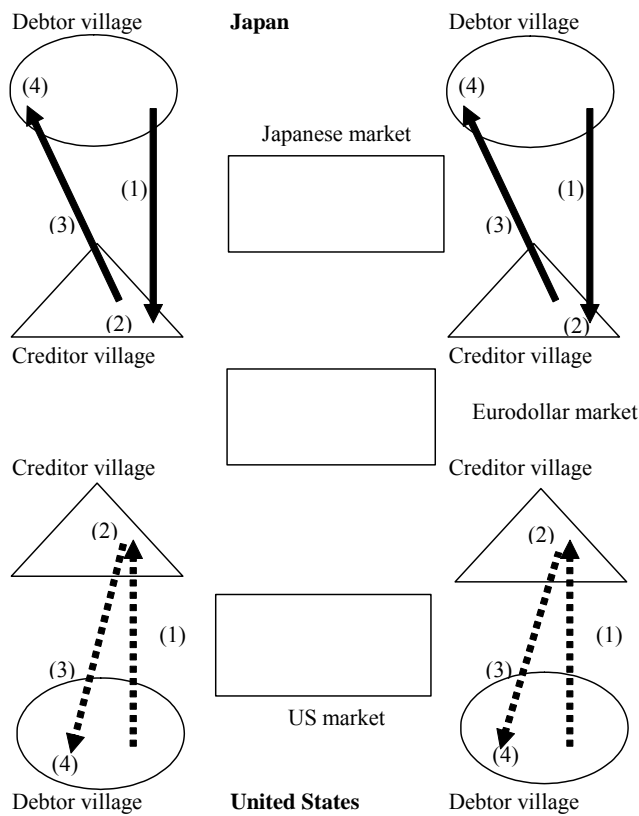 Debtor village Japan Debtor village
(4) (4)
Japanese market
(1) (1)
(3) (3)
(2) (2)
Creditor village Creditor village
Eurodollar market
Creditor village Creditor village
(2) (2)
(1) (1)
(3) (3)
US market
(4) (4)
Debtor village United States Debtor village